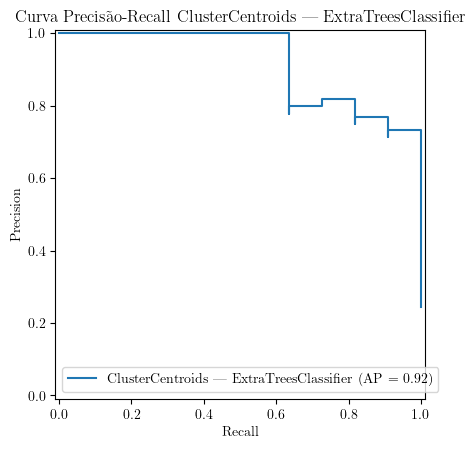 Curva Precisão-Recall ClusterCentroids — ExtraTreesClassifier
1.0
0.8
0.6
0.4
0.2
0.0
Precision
ClusterCentroids — ExtraTreesClassifier (AP = 0.92)
0.0 0.2 0.4 0.6 0.8 1.0
Recall